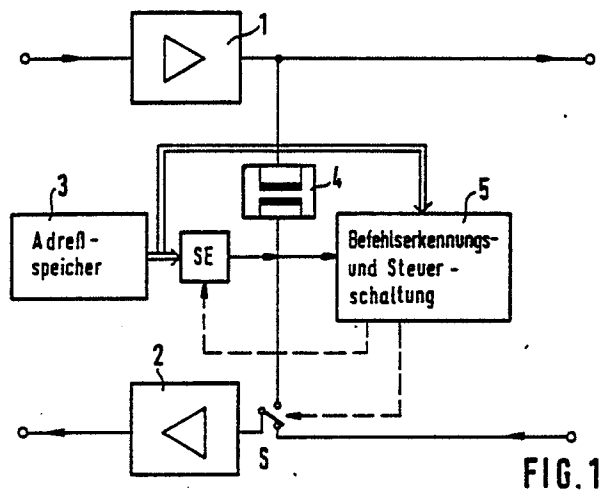 1
3
4
5
Adreß-
speicher
SE
Befehlserkennungs-
und Steuer-
schaltung
2
S
FIG.1